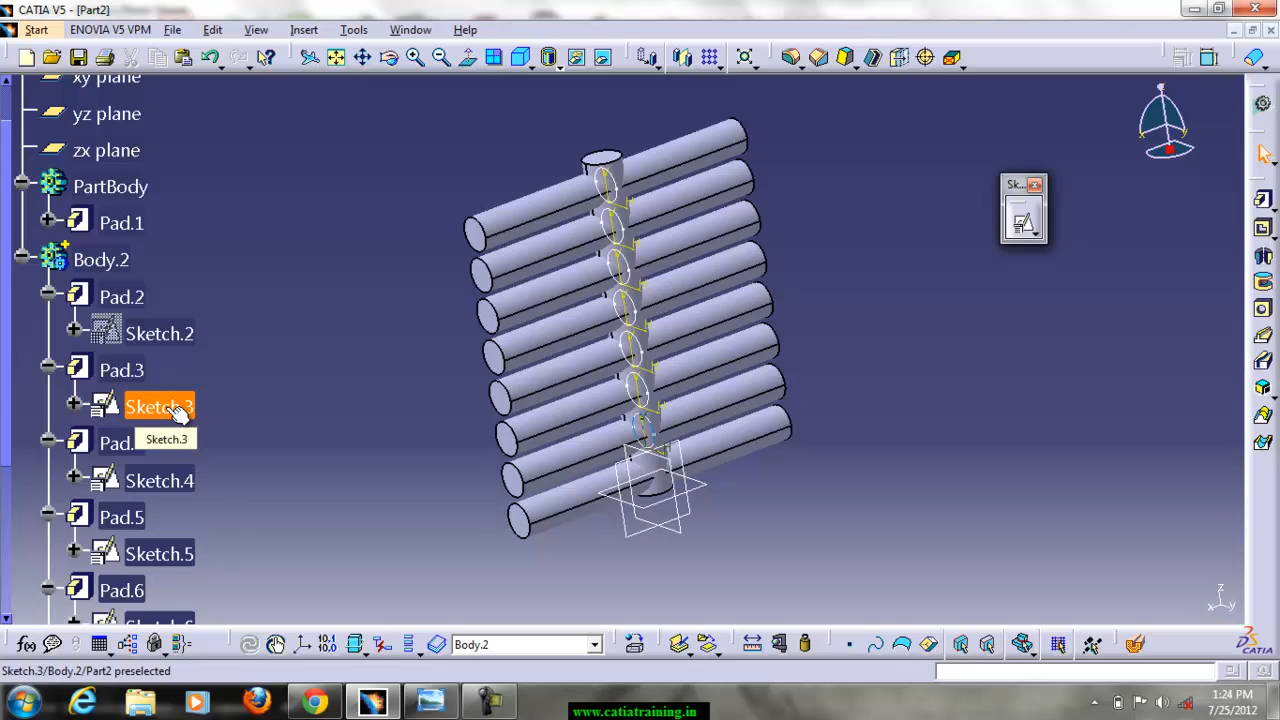 CATIA V5 - [Part2]
Start ENOVIA V5 VPM File Edit View Insert Tools Window Help
xy plane
yz plane
zx plane
PartBody
Pad.1
Body.2
Pad.2
Sketch.2
Pad.3
Sketch.3
Sketch.3
Pad.
Sketch.4
Pad.5
Sketch.5
Pad.6
Sk...
z
x y
f(x) 10,1 Body.2
CATIA
Sketch.3/Body.2/Part2 preselected
1:24 PM
7/25/2012
www.catiatraining.in